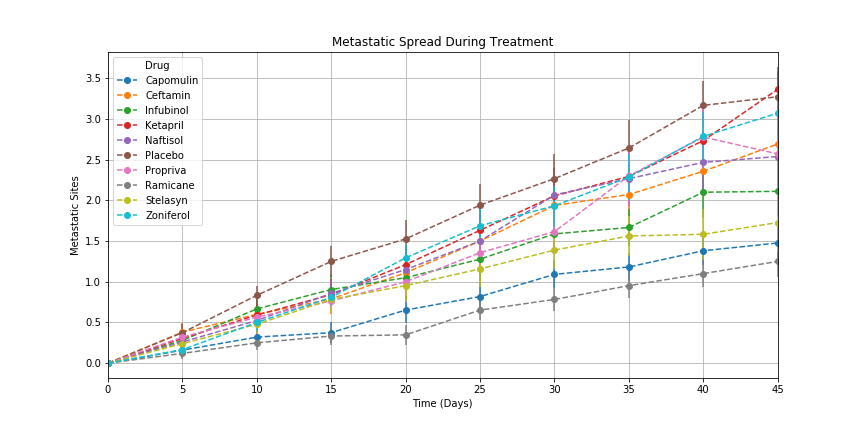 Metastatic Spread During Treatment
Drug
Capomulin
Ceftamin
Infubinol
Ketapril
Naftisol
Placebo
Propriva
Ramicane
Stelasyn
Zoniferol
Metastatic Sites
3.5
3.0
2.5
2.0
1.5
1.0
0.5
0.0
0 5 10 15 20 25 30 35 40 45
Time (Days)